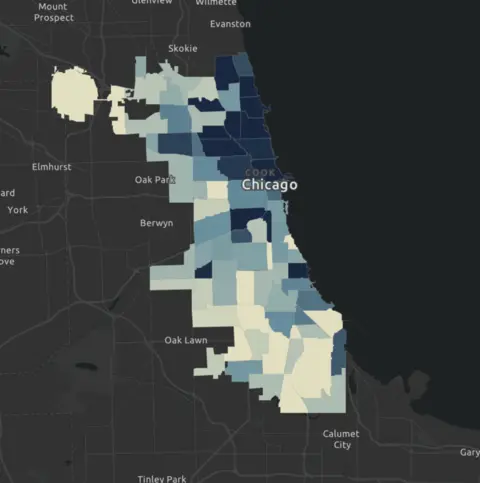 Mount
Prospect
Glenview
Wilmette
Evanston
Skokie
Elmhurst
Oak Park
COOK
Chicago
ard
York
Berwyn
ners
ove
Oak Lawn
Calumet
City
Gary
Tinley Park